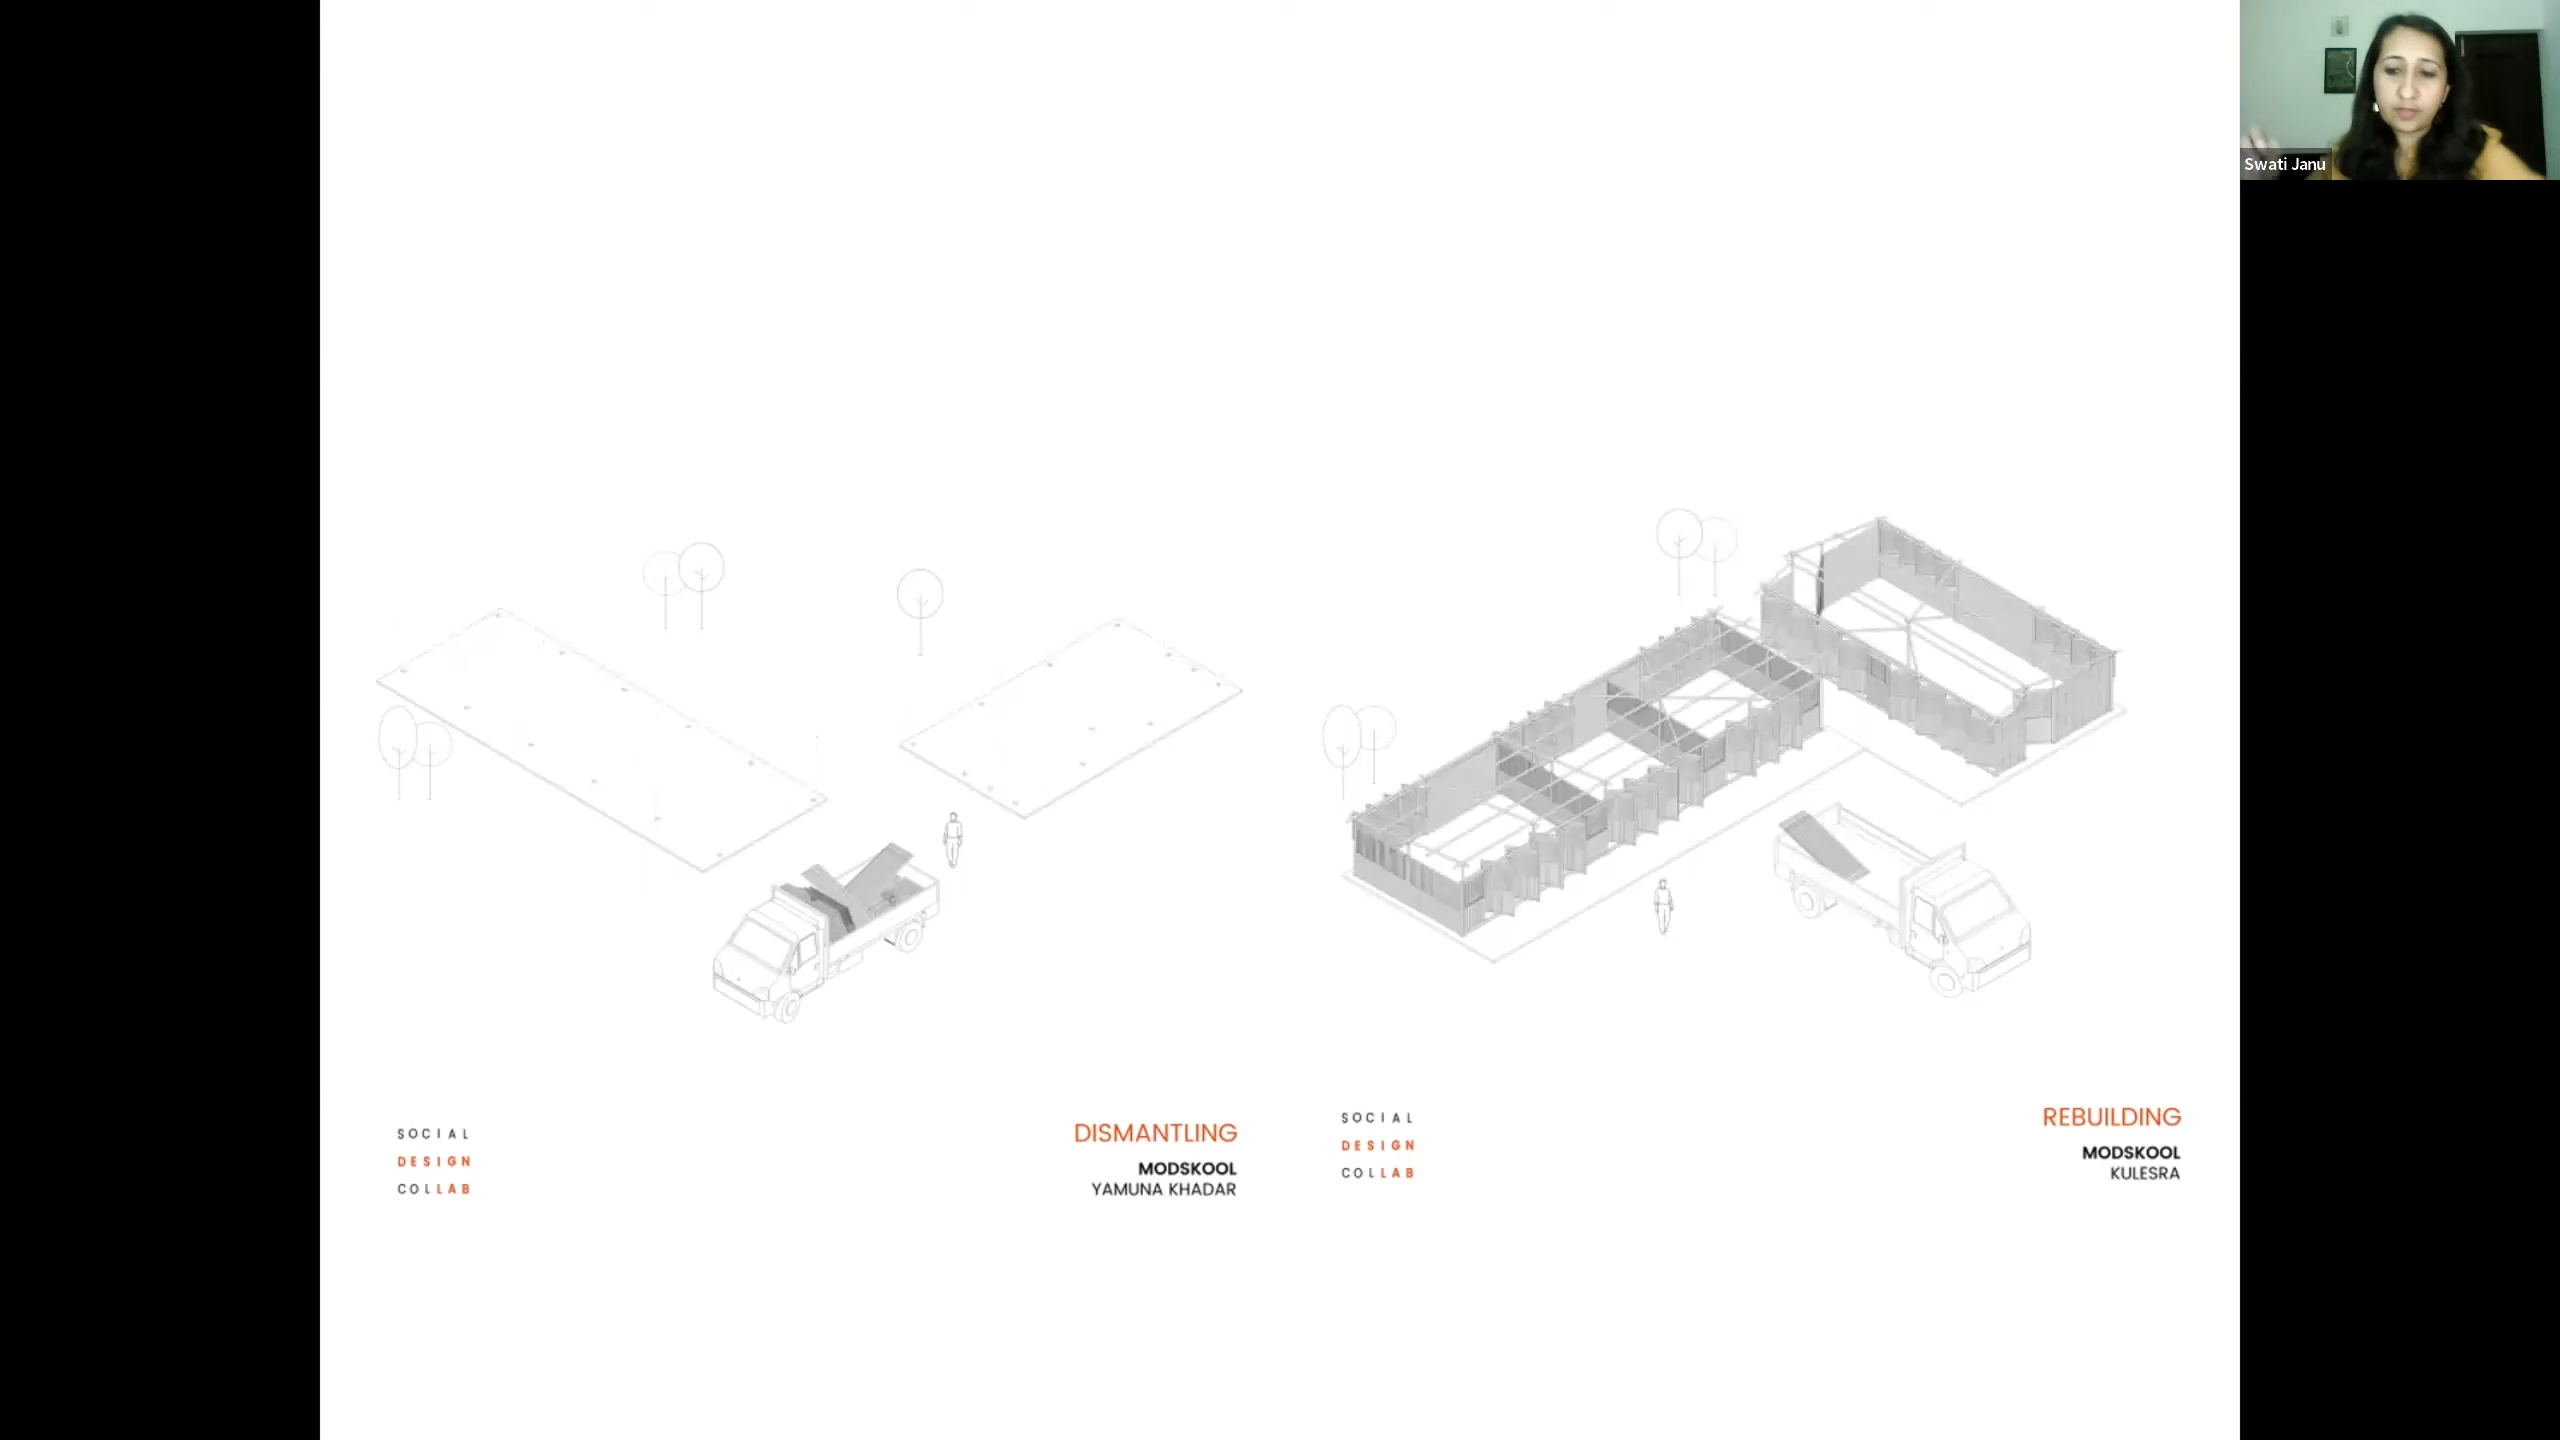 Swati Janu
SOCIAL
DESIGN
COLLAB
DISMANTLING
MODSKOOL
YAMUNA KHADAR
SOCIAL
DESIGN
COLLAB
REBUILDING
MODSKOOL
KULESRA